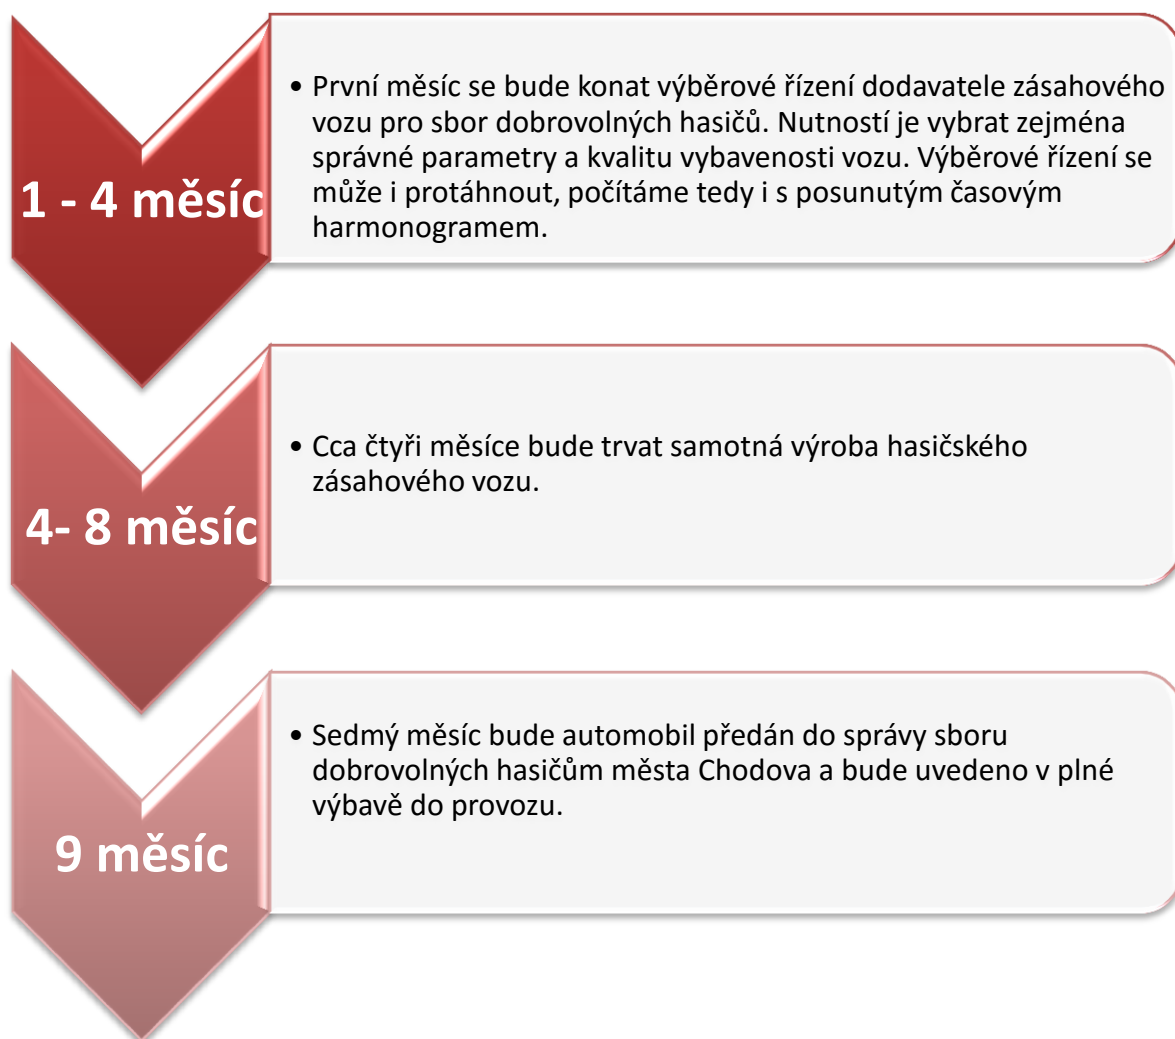 1 - 4 měsíc
• První měsíc se bude konat výběrové řízení dodavatele zásahového
vozu pro sbor dobrovolných hasičů. Nutností je vybrat zejména
správné parametry a kvalitu vybavenosti vozu. Výběrové řízení se
může i protáhnout, počítáme tedy i s posunutým časovým
harmonogramem.
4- 8 měsíc
• Cca čtyři měsíce bude trvat samotná výroba hasičského
zásahového vozu.
9 měsíc
• Sedmý měsíc bude automobil předán do správy sboru
dobrovolných hasičům města Chodova a bude uvedeno v plné
výbavě do provozu.